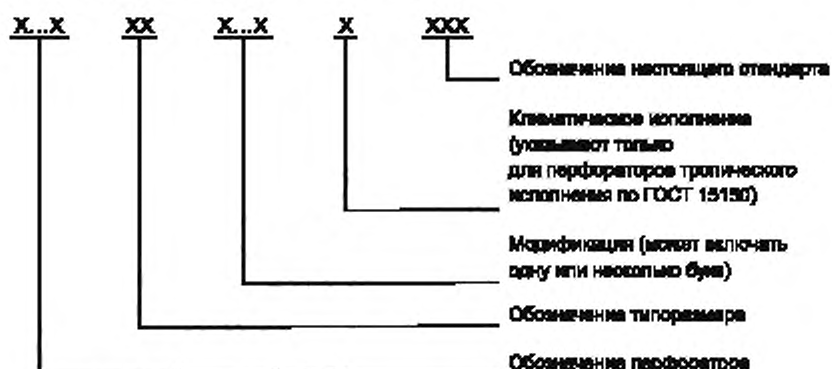 Х...Х ХХ Х...Х Х ХХХ
Обозначение настоящего стандарта
Климатическое исполнение
(указывают только
для перфораторов тропического
исполнения по ГОСТ 15150)
Модификация (может включать
одну или несколько букв)
Обозначение типоразмера
Обозначение перфоратора